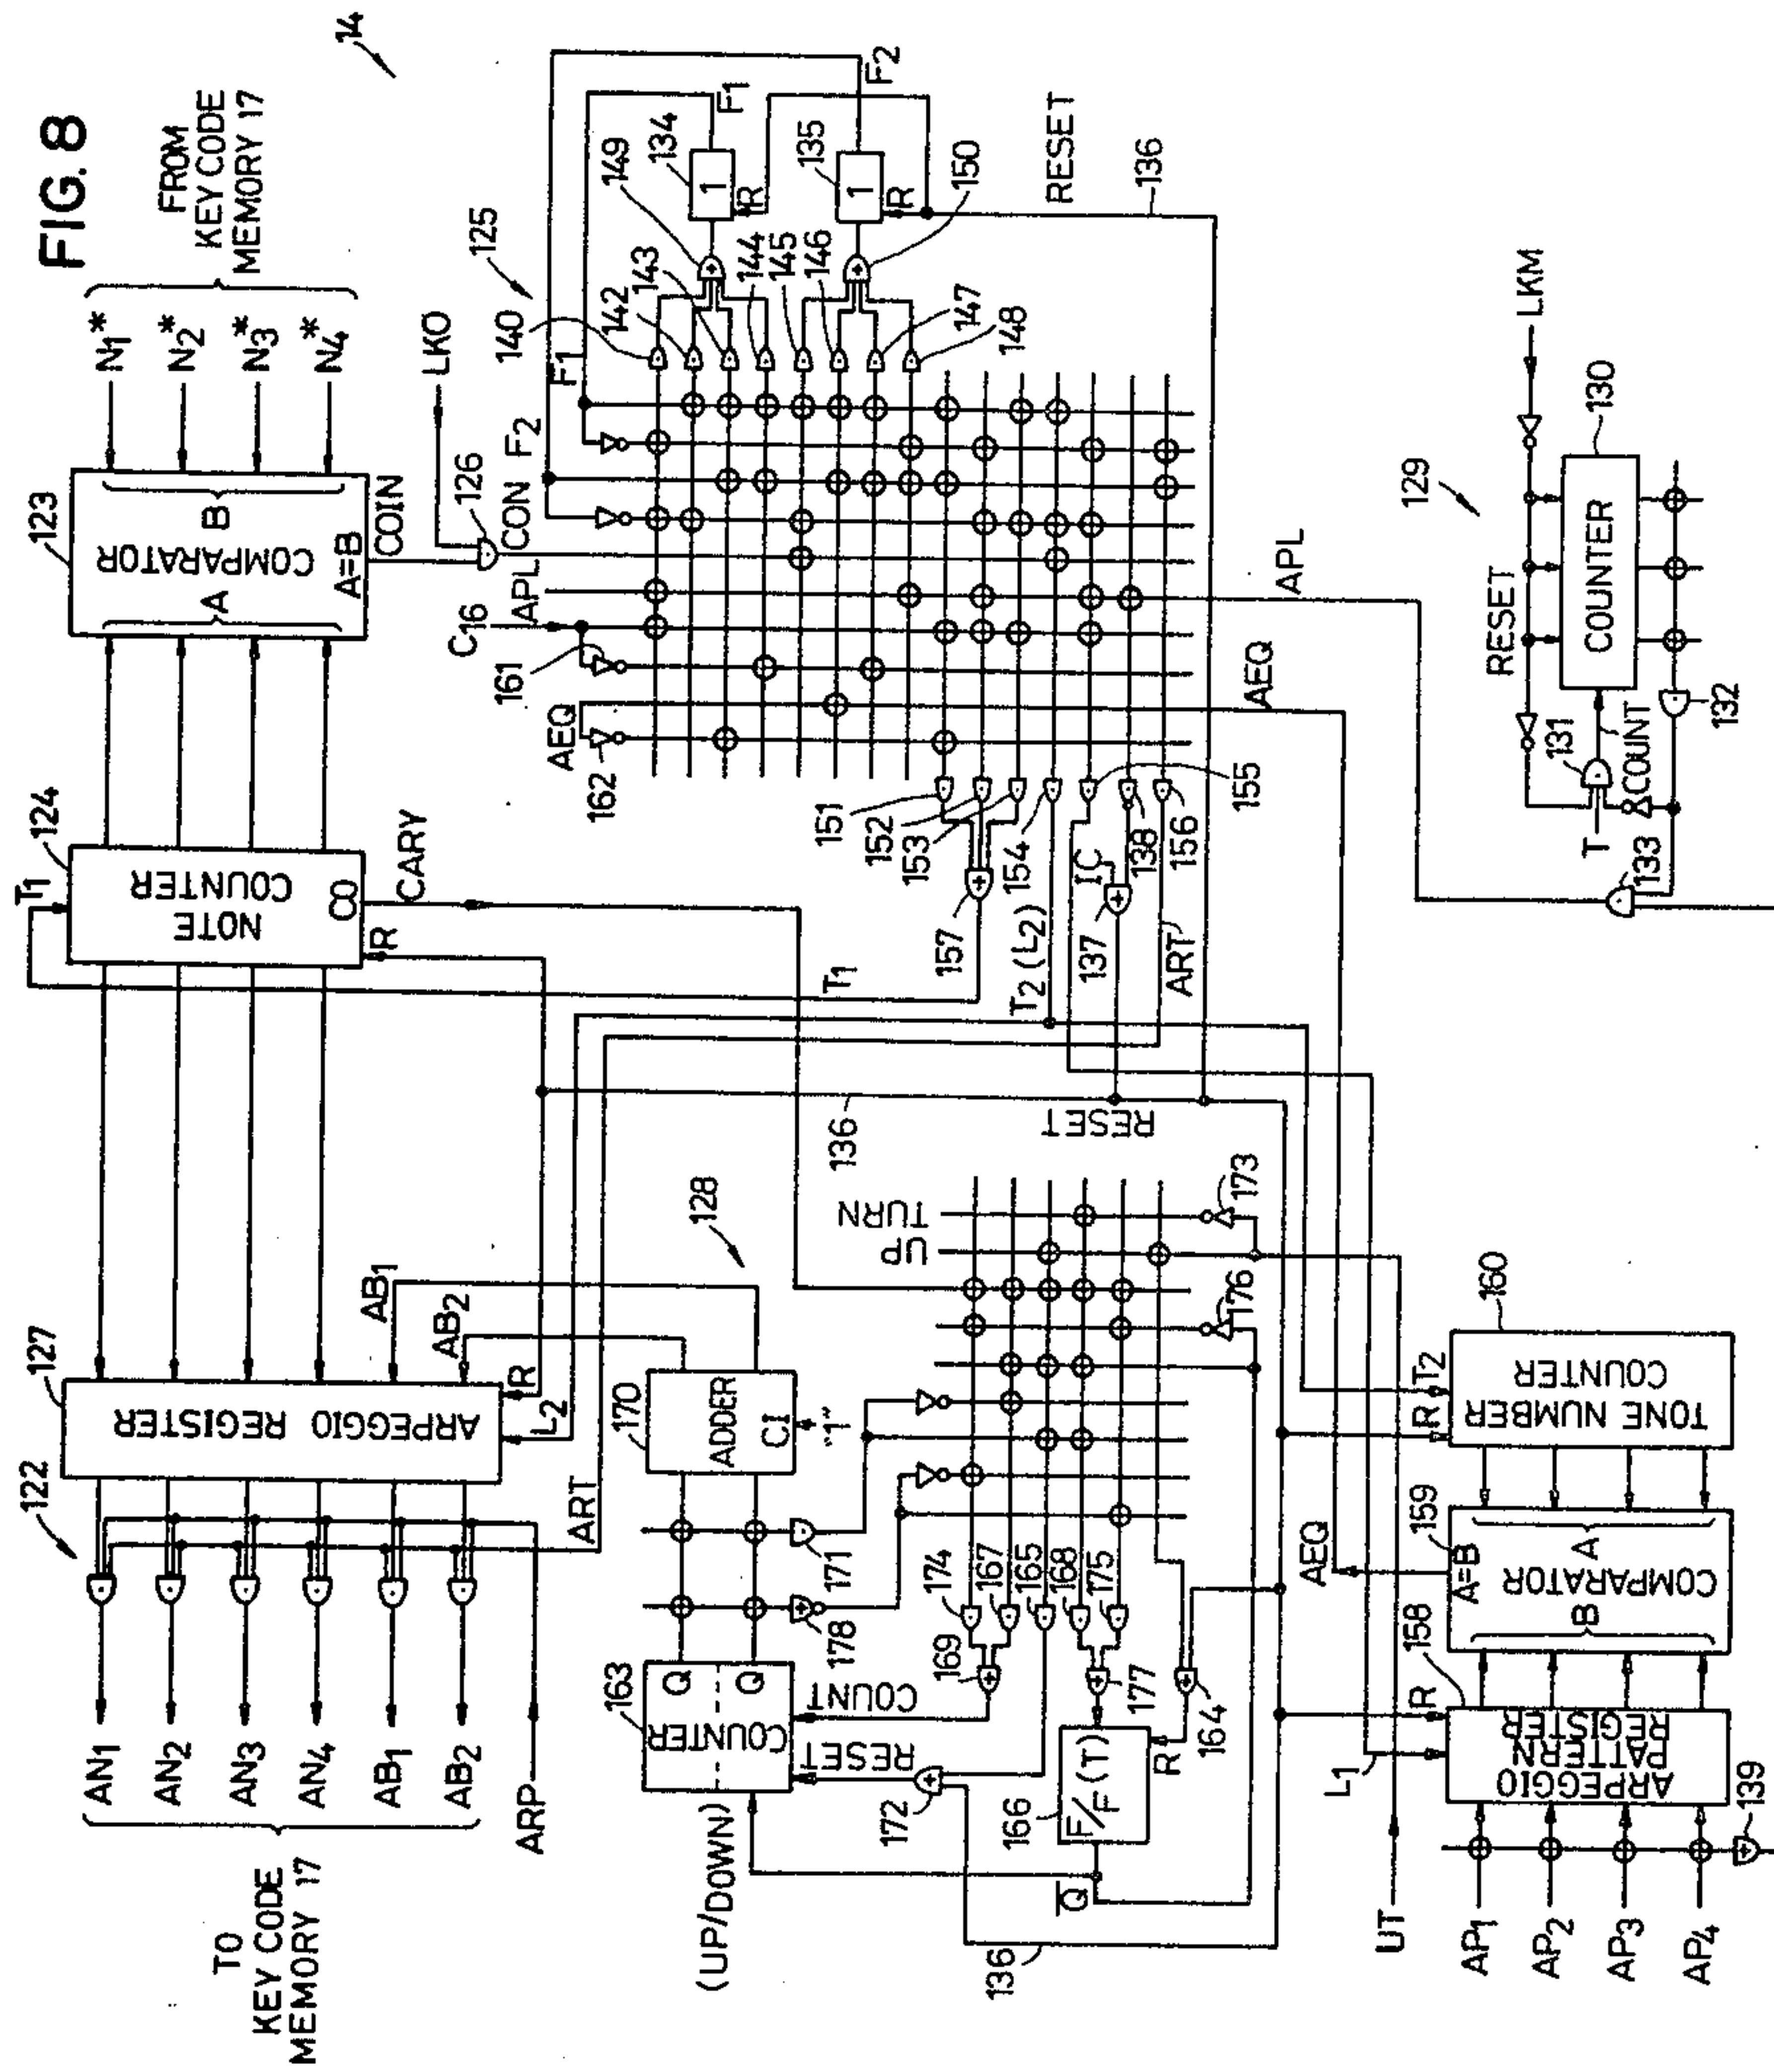 FIG. 8
14
FROM
KEY CODE
MEMORY 17
N1*
N2*
N3*
N4*
123
COMPARATOR
A
B
A=B
COIN
LKO
126
CON
124
T1
NOTE
COUNTER
CO
CARY
R
122
127
ARPEGGIO
REGISTER
R
L2
AB1
AB2
AN1
AN2
AN3
AN4
AB1
AB2
ARP
ART
TO
KEY CODE
MEMORY 17
125
140
142
143
144
145
146
147
148
149
150
134
1
R
135
1
R
F1
F2
F1
F2
RESET
136
C16
APL
161
AEQ
162
APL
AEQ
151
152
153
154
155
138
156
157
IC
137
T1
T2 (L2)
ART
136
RESET
128
170
ADDER
CI
"1"
171
178
163
COUNTER
Q
Q
(UP/DOWN)
COUNT
RESET
172
169
174
167
165
168
175
177
164
166
F/F (T)
R
Q
136
TURN
UP
173
176
129
LKM
130
COUNTER
RESET
131
T
COUNT
132
133
160
TONE NUMBER
COUNTER
R
T2
159
COMPARATOR
A=B
A
B
AEQ
158
ARPEGGIO
PATTERN
REGISTER
R
L1
UT
AP1
AP2
AP3
AP4
139